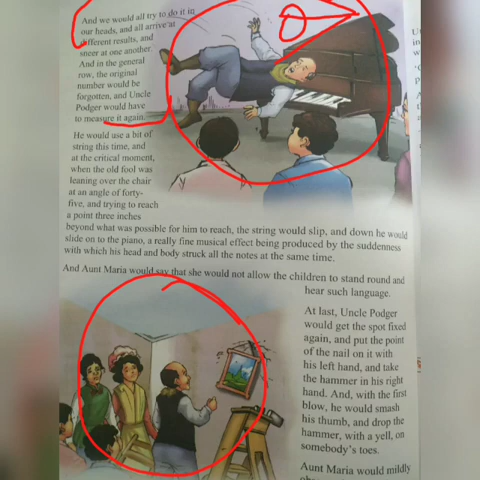 And we would all try to do it in
our heads, and all arrive at
different results, and
sneer at one another.
And in the general
row, the original
number would be
forgotten, and Uncle
Podger would have
to measure it again.
He would use a bit of
string this time, and
at the critical moment,
when the old fool was
leaning over the chair
at an angle of forty-
five, and trying to reach
a point three inches
beyond what was possible for him to reach, the string would slip, and down he would
slide on to the piano, a really fine musical effect being produced by the suddenness
with which his head and body struck all the notes at the same time.
And Aunt Maria would say that she would not allow the children to stand round and
hear such language.
At last, Uncle Podger
would get the spot fixed
again, and put the point
of the nail on it with
his left hand, and take
the hammer in his right
hand. And, with the first
blow, he would smash
his thumb, and drop the
hammer, with a yell, on
somebody's toes.
Aunt Maria would mildly